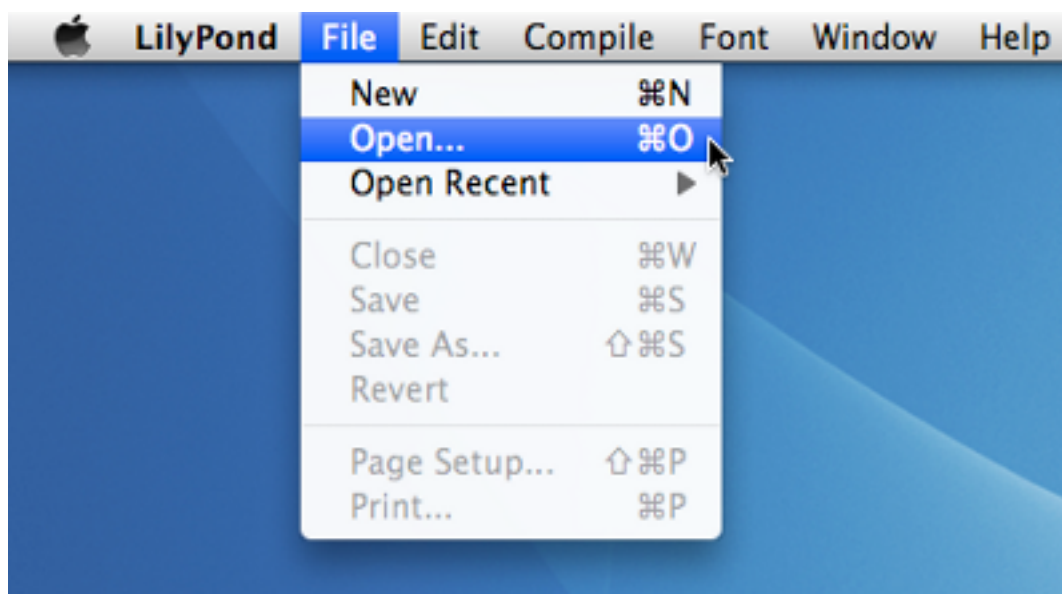 LilyPond File Edit Compile Font Window Help
New ⌘N
Open... ⌘O
Open Recent ▶
Close ⌘W
Save ⌘S
Save As... ⇧⌘S
Revert
Page Setup... ⇧⌘P
Print... ⌘P